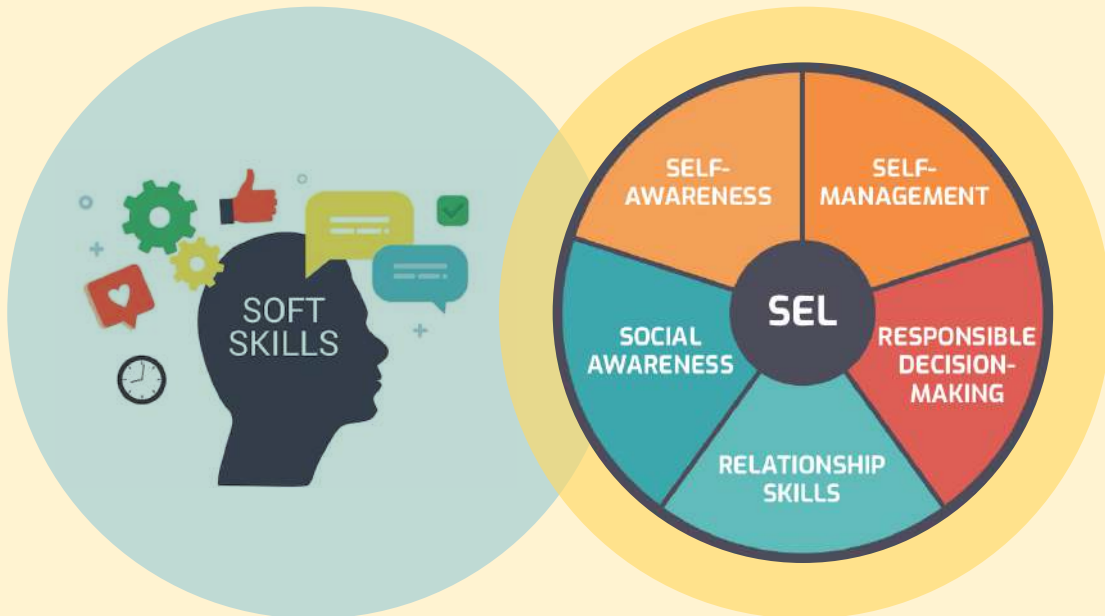 SOFT
SKILLS
SELF-
AWARENESS
SELF-
MANAGEMENT
SEL
SOCIAL
AWARENESS
RESPONSIBLE
DECISION-
MAKING
RELATIONSHIP
SKILLS